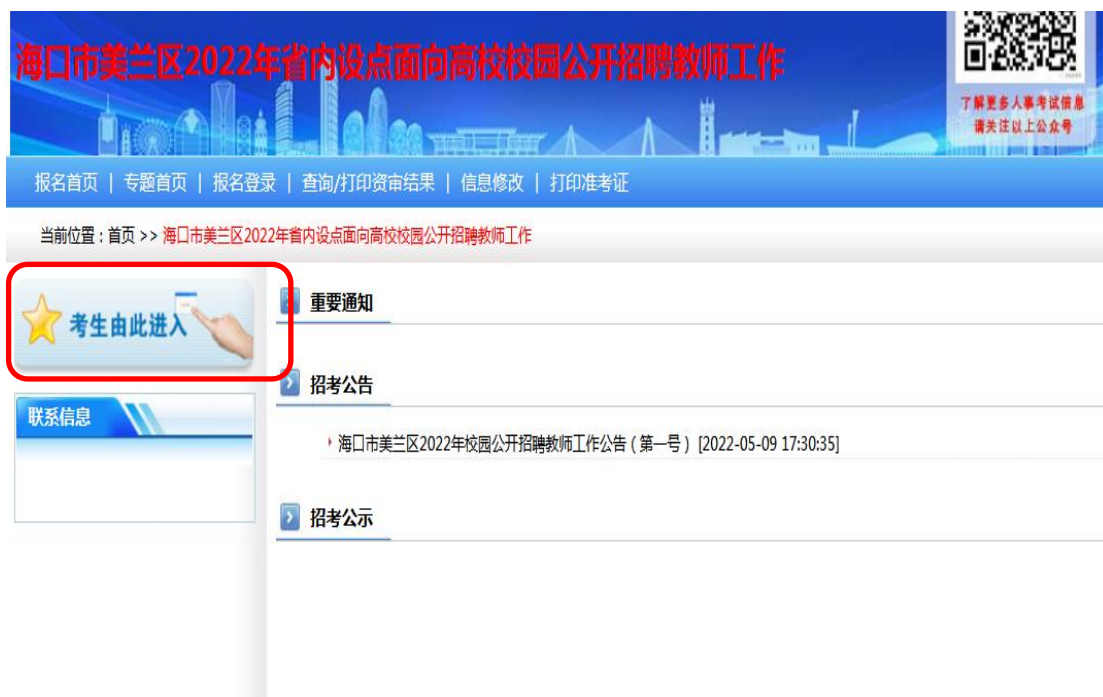 海口市美兰区2022年省内设点面向高校校园公开招聘教师工作
了解更多人事考试信息
请关注以上公众号
报名首页 | 专题首页 | 报名登录 | 查询/打印资审结果 | 信息修改 | 打印准考证
当前位置：首页 >> 海口市美兰区2022年省内设点面向高校校园公开招聘教师工作
考生由此进入
重要通知
招考公告
联系信息
海口市美兰区2022年校园公开招聘教师工作公告（第一号） [2022-05-09 17:30:35]
招考公示